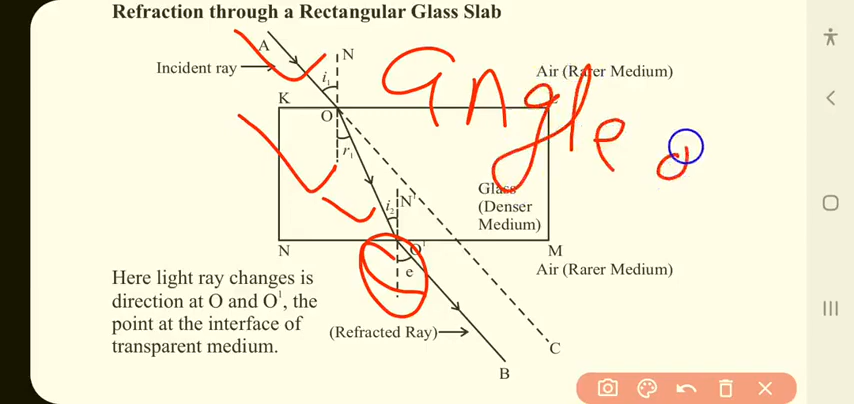 Refraction through a Rectangular Glass Slab
A
N
Incident ray
i₁
Air (Rarer Medium)
angle o
K
O
r₁
Glass
(Denser
Medium)
i₂
N¹
N
O¹
M
e
Air (Rarer Medium)
Here light ray changes is
direction at O and O¹, the
point at the interface of
transparent medium.
(Refracted Ray)
C
B